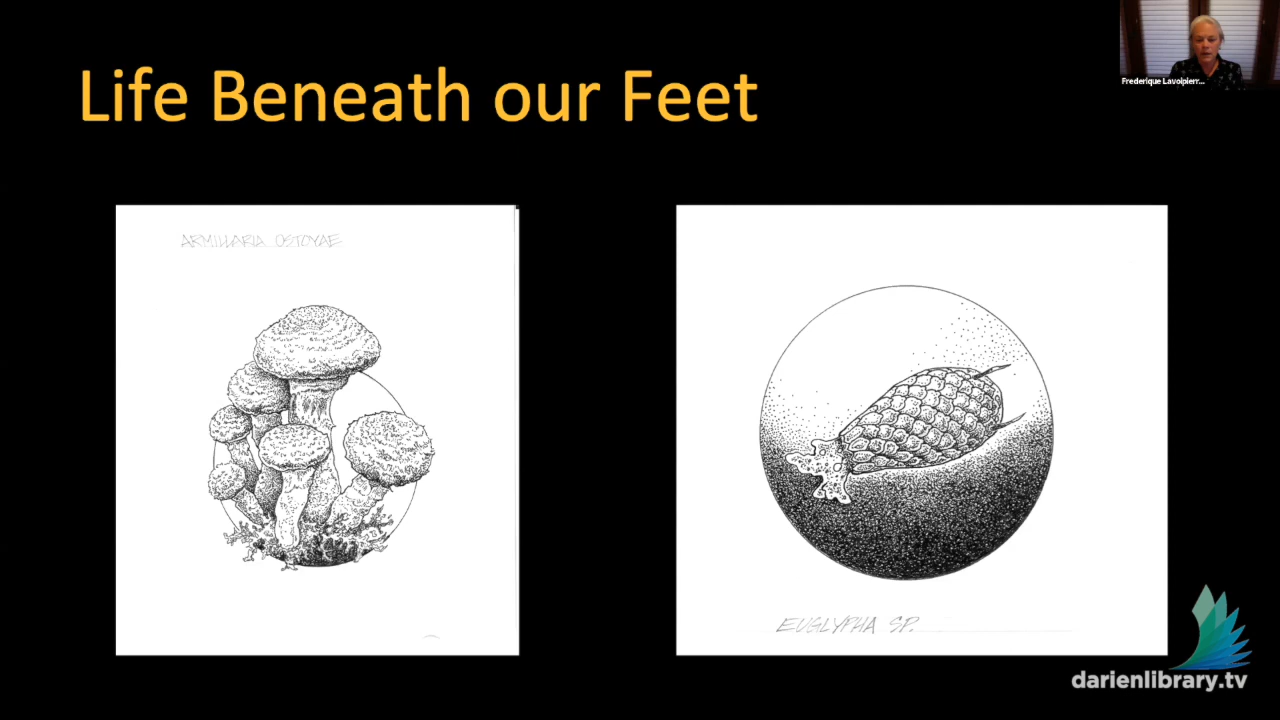 Life Beneath our Feet
Frederique Lavoipierr...
ARMILLARIA OSTOYAE
EUGLYPHA SP.
darienlibrary.tv